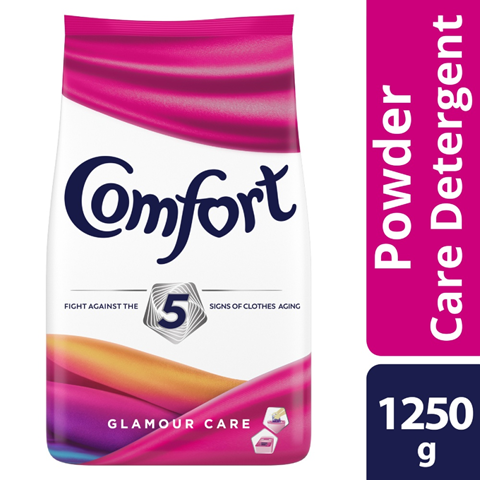 Comfort
FIGHT AGAINST THE 5 SIGNS OF CLOTHES AGING
GLAMOUR CARE
Powder
Care Detergent
1250
g